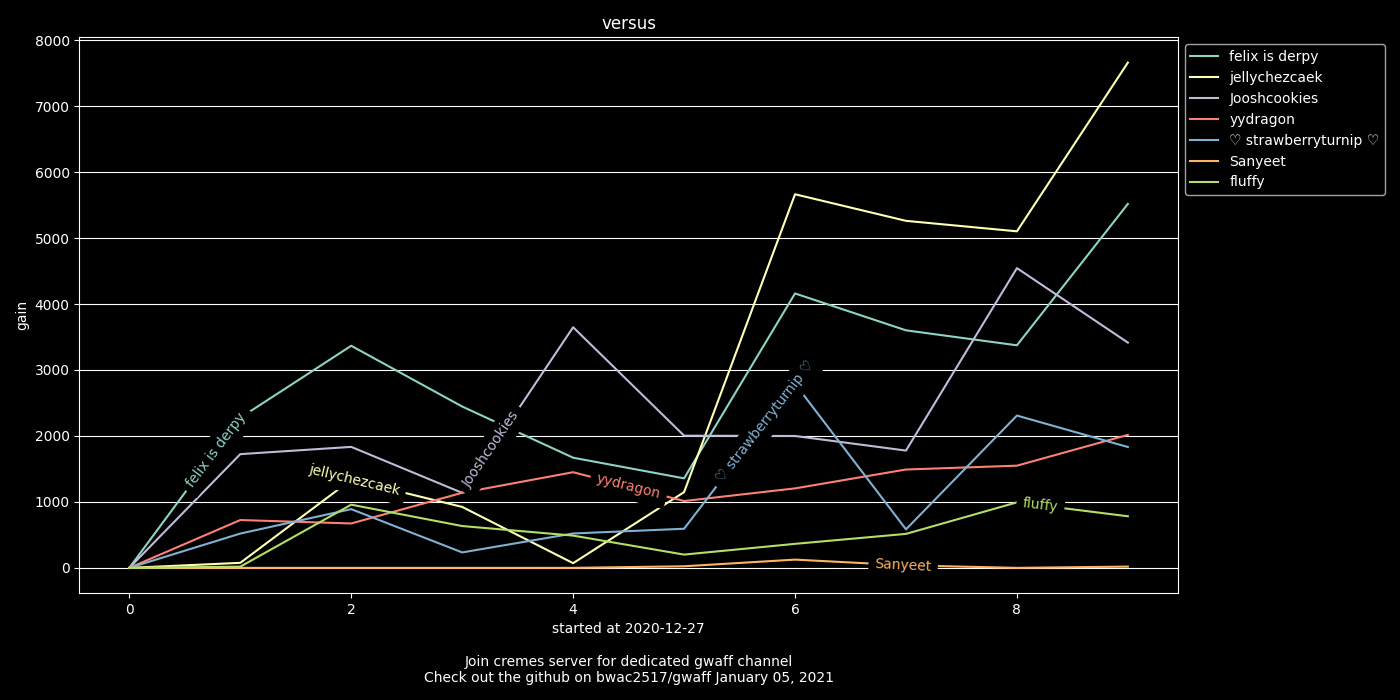 versus
8000
7000
6000
5000
4000
3000
2000
1000
0
gain
felix is derpy
jellychezcaek
Jooshcookies
yydragon
♡ strawberryturnip ♡
Sanyeet
fluffy
felix is derpy
jellychezcaek
Jooshcookies
yydragon
♡ strawberryturnip ♡
Sanyeet
fluffy
0 2 4 6 8
started at 2020-12-27
Join cremes server for dedicated gwaff channel
Check out the github on bwac2517/gwaff January 05, 2021